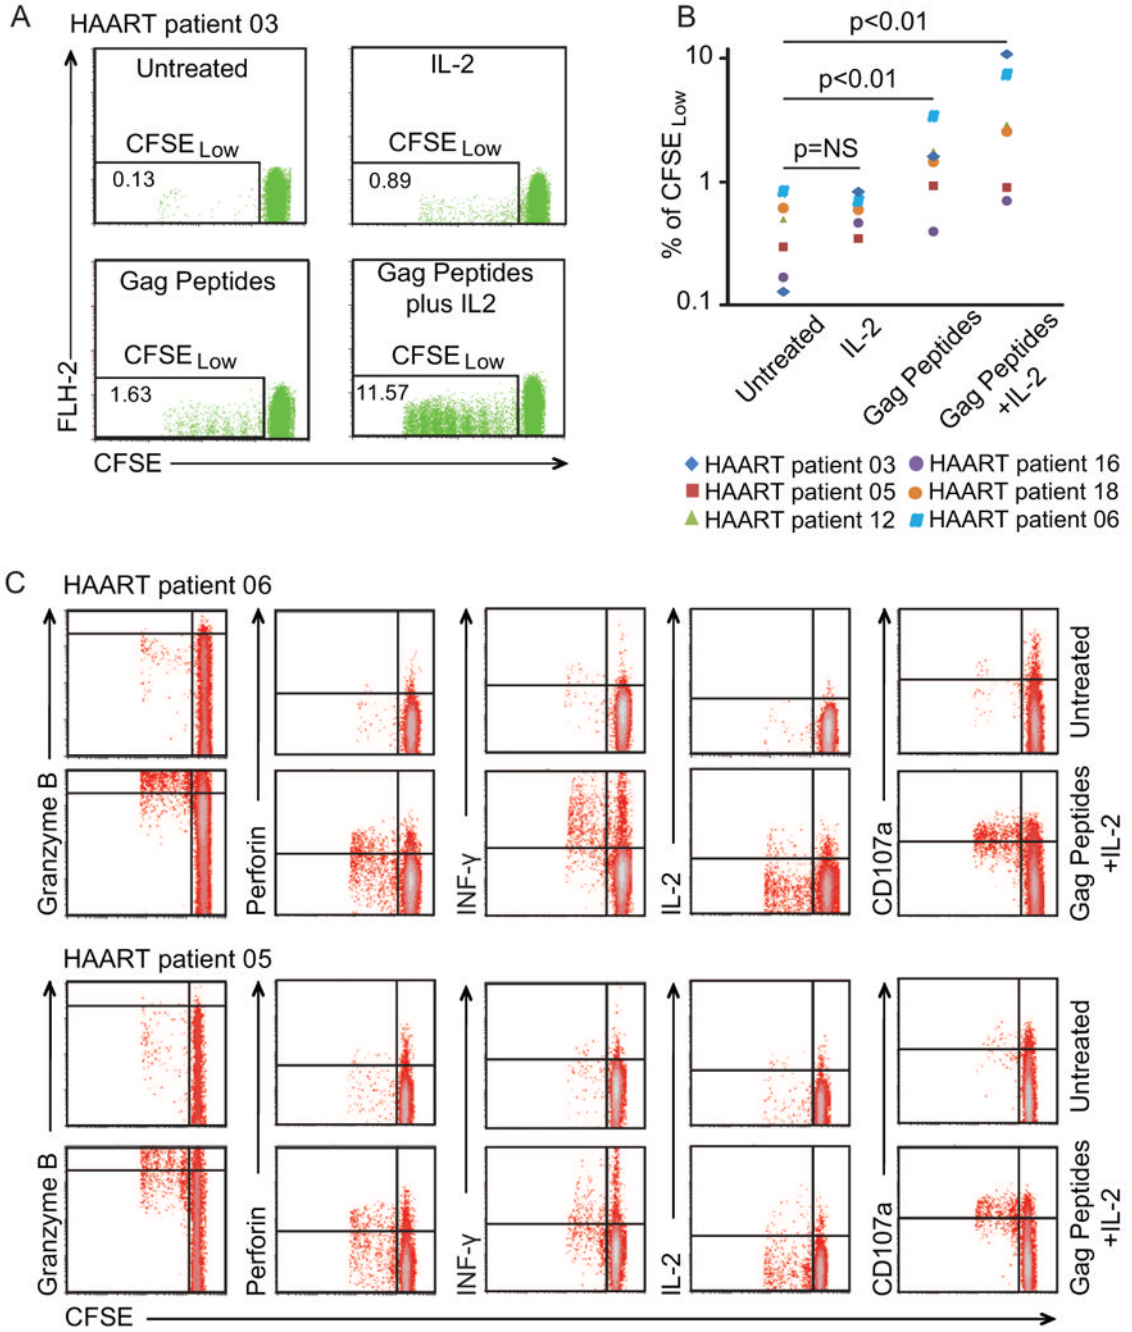 A
HAART patient 03
Untreated
CFSE Low
0.13
IL-2
CFSE Low
0.89
Gag Peptides
CFSE Low
1.63
Gag Peptides
plus IL2
CFSE Low
11.57
FLH-2
CFSE
B
p<0.01
p<0.01
p=NS
% of CFSE Low
10
1
0.1
Untreated
IL-2
Gag Peptides
Gag Peptides
+IL-2
HAART patient 03
HAART patient 16
HAART patient 05
HAART patient 18
HAART patient 12
HAART patient 06
C
HAART patient 06
Granzyme B
Perforin
INF-γ
IL-2
CD107a
Untreated
Gag Peptides
+IL-2
HAART patient 05
Granzyme B
Perforin
INF-γ
IL-2
CD107a
Untreated
Gag Peptides
+IL-2
CFSE